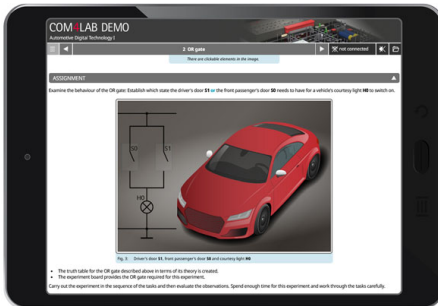 COM4LAB DEMO
Automotive Digital Technology I
2 OR gate
not connected
There are clickable elements in the image.
ASSIGNMENT
Examine the behaviour of the OR gate: Establish which state the driver's door S1 or the front passenger's door S0 needs to have for a vehicle's courtesy light H0 to switch on.
S0
S1
H0
Fig. 3: Driver's door S1, front passenger's door S0 and courtesy light H0
The truth table for the OR gate described above in terms of its theory is created.
The experiment board provides the OR gate required for this experiment.
Carry out the experiment in the sequence of the tasks and then evaluate the observations. Spend enough time for this experiment and work through the tasks carefully.